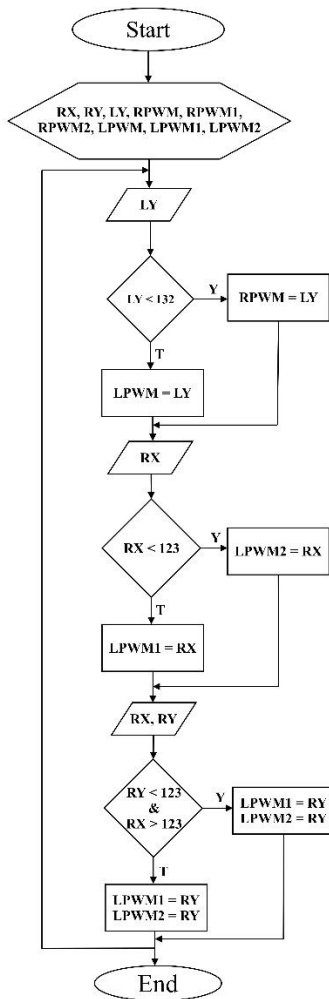 Start
RX, RY, LY, RPWM, RPWM1,
RPWM2, LPWM, LPWM1, LPWM2
LY
LY < 132
Y
RPWM = LY
T
LPWM = LY
RX
RX < 123
Y
LPWM2 = RX
T
LPWM1 = RX
RX, RY
RY < 123
&
RX > 123
Y
LPWM1 = RY
LPWM2 = RY
T
LPWM1 = RY
LPWM2 = RY
End